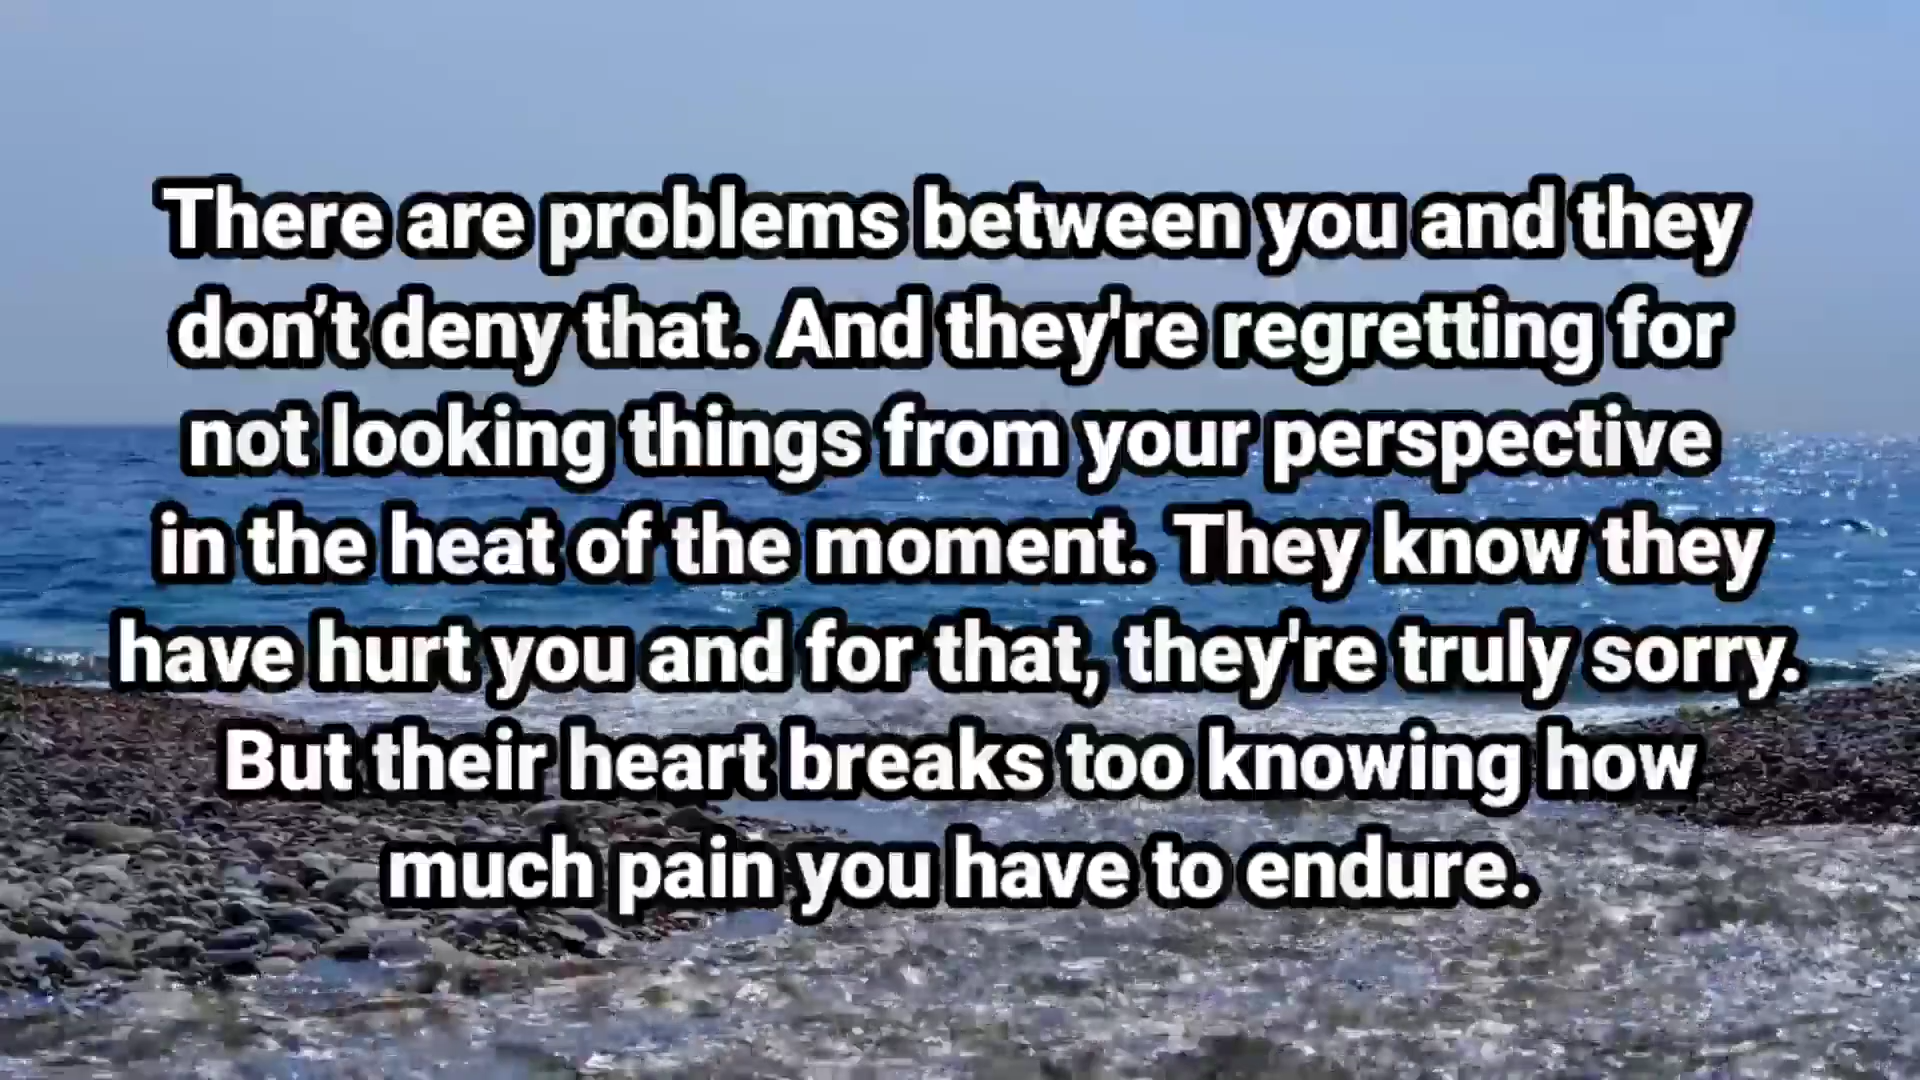 There are problems between you and they
don’t deny that. And they're regretting for
not looking things from your perspective
in the heat of the moment. They know they
have hurt you and for that, they're truly sorry.
But their heart breaks too knowing how
much pain you have to endure.